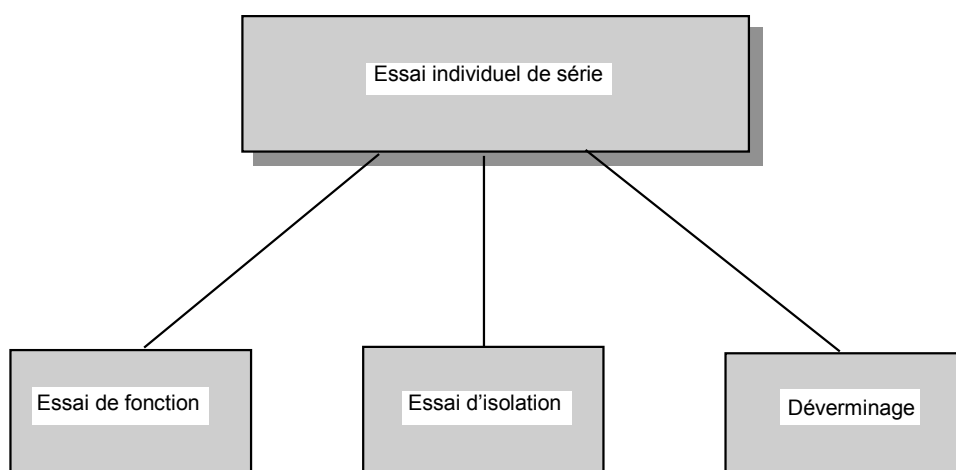 Essai individuel de série
Essai de fonction
Essai d’isolation
Déverminage